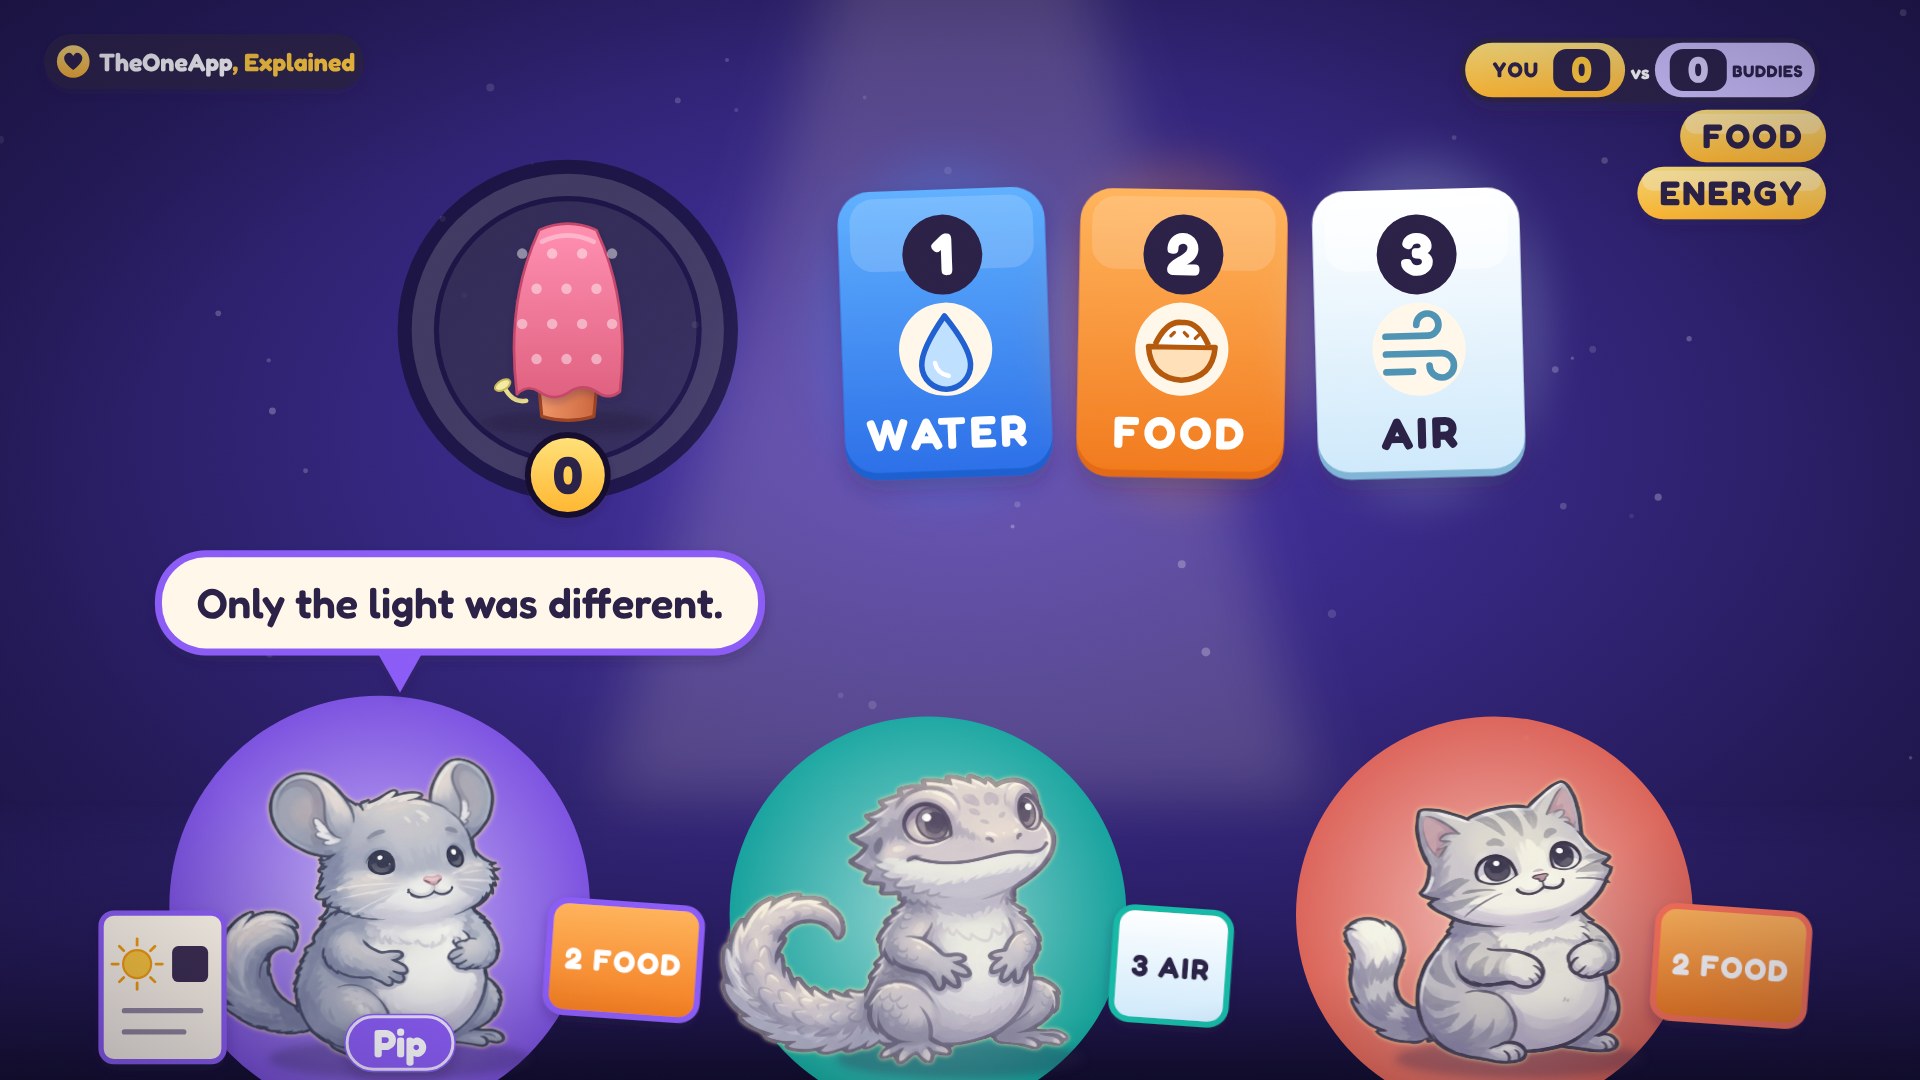 TheOneApp, Explained
YOU 0 vs 0 BUDDIES
FOOD
ENERGY
1
WATER
2
FOOD
3
AIR
0
Only the light was different.
2 FOOD
3 AIR
2 FOOD
Pip